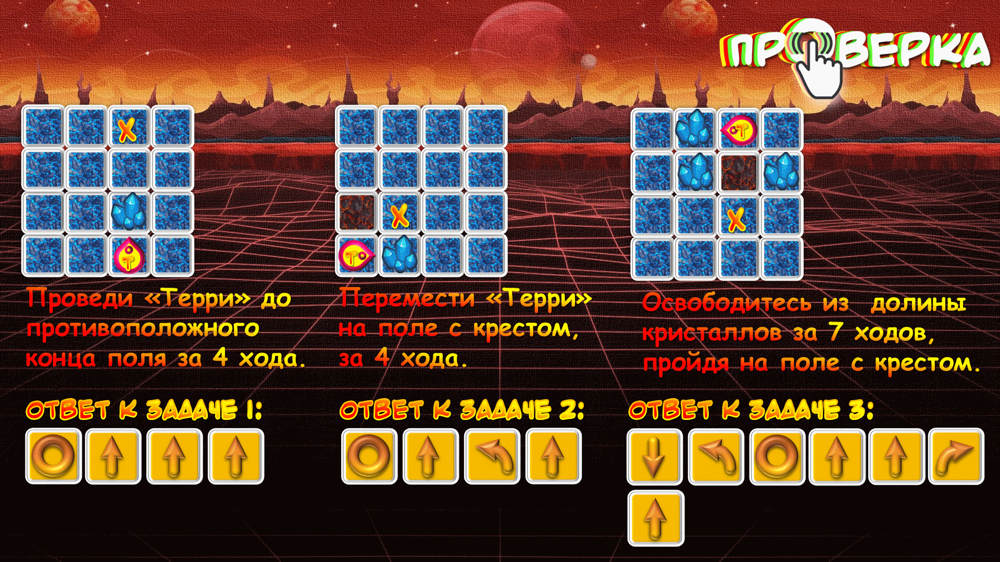 ПРОВЕРКА
X
Т
X
Т
Т
X
Проведи «Терри» до
противоположного
конца поля за 4 хода.
Перемести «Терри»
на поле с крестом,
за 4 хода.
Освободитесь из долины
кристаллов за 7 ходов,
пройдя на поле с крестом.
ОТВЕТ К ЗАДАЧЕ 1:
ОТВЕТ К ЗАДАЧЕ 2:
ОТВЕТ К ЗАДАЧЕ 3: